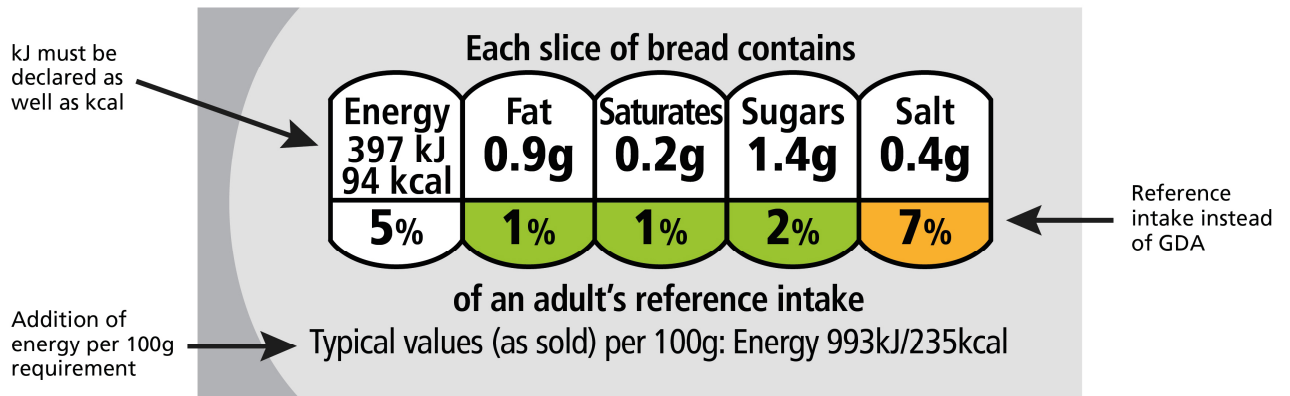 kJ must be
declared as
well as kcal
Each slice of bread contains
Energy
397 kJ
94 kcal
5%
Fat
0.9g
1%
Saturates
0.2g
1%
Sugars
1.4g
2%
Salt
0.4g
7%
Reference
intake instead
of GDA
of an adult's reference intake
Addition of
energy per 100g
requirement
Typical values (as sold) per 100g: Energy 993kJ/235kcal